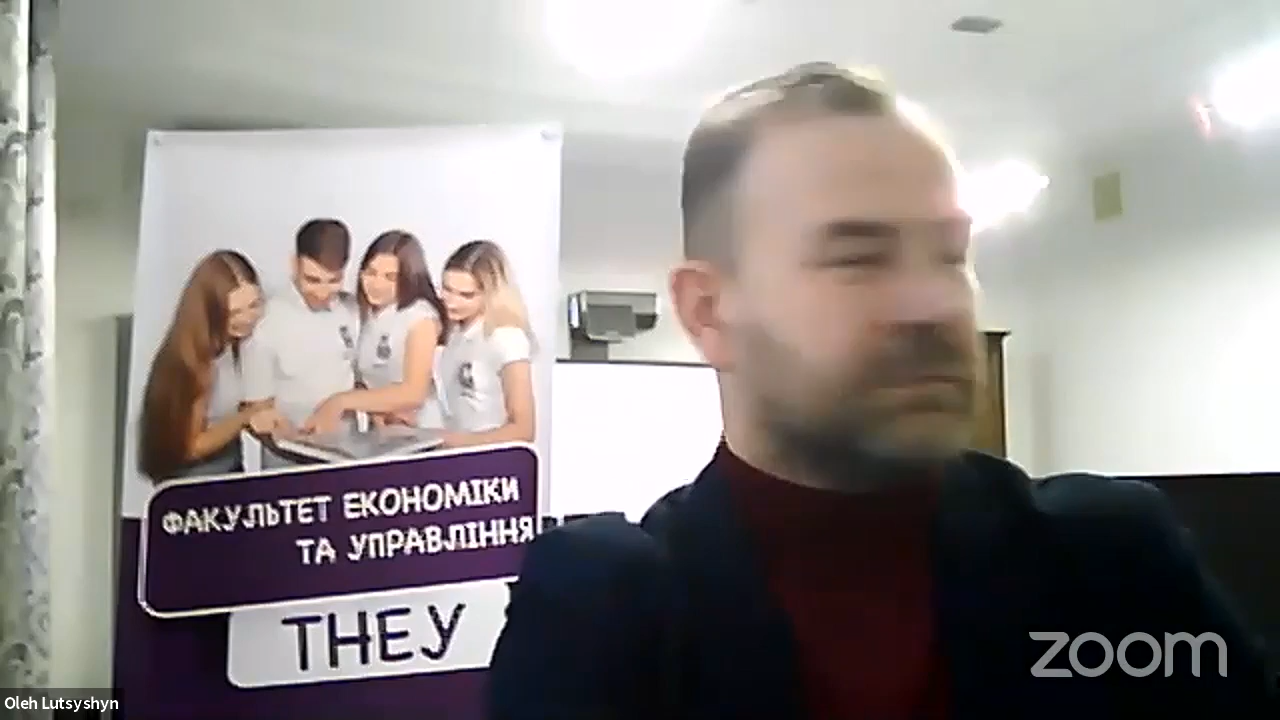 ФАКУЛЬТЕТ ЕКОНОМІКИ
ТА УПРАВЛІННЯ
ТНЕУ
zoom
Oleh Lutsyshyn